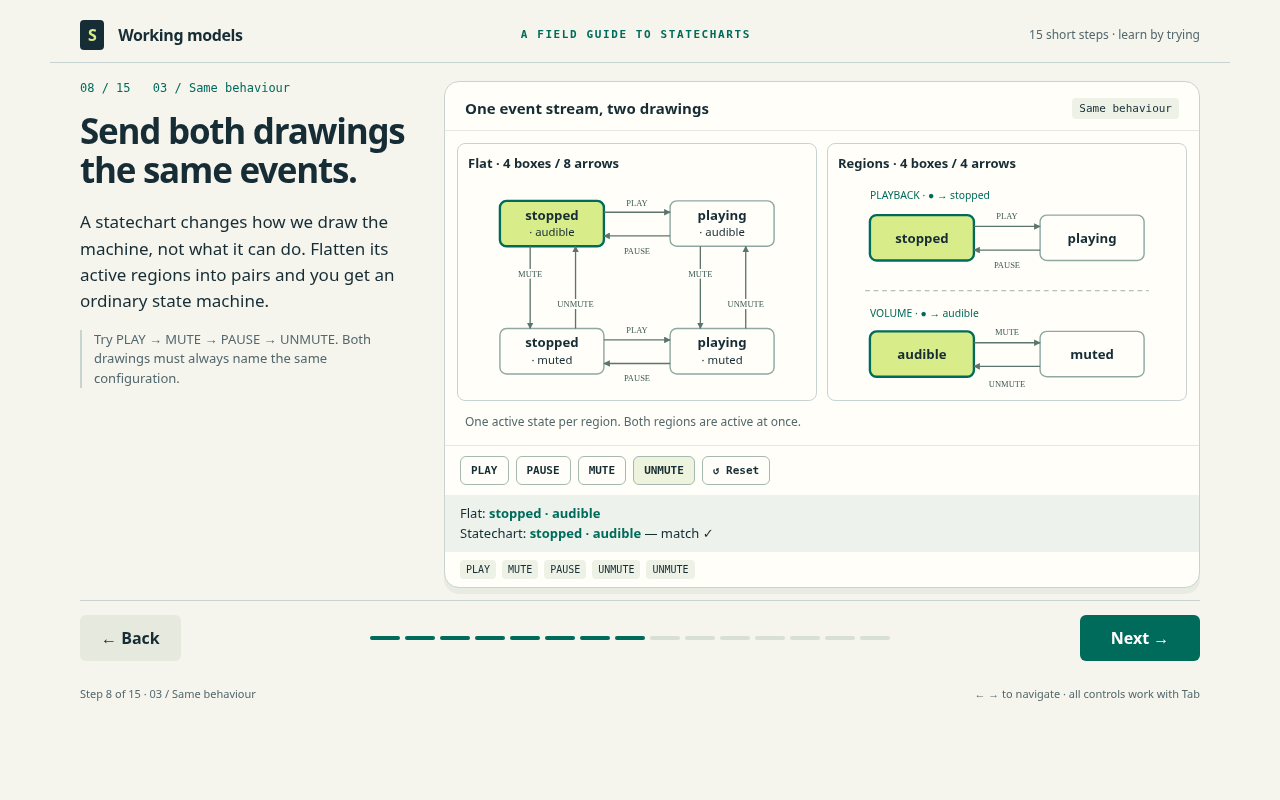 S Working models
A FIELD GUIDE TO STATECHARTS
15 short steps · learn by trying
08 / 15 03 / Same behaviour
Send both drawings
the same events.
A statechart changes how we draw the
machine, not what it can do. Flatten its
active regions into pairs and you get an
ordinary state machine.
Try PLAY → MUTE → PAUSE → UNMUTE. Both
drawings must always name the same
configuration.
One event stream, two drawings
Same behaviour
Flat · 4 boxes / 8 arrows
stopped
· audible
PLAY
PAUSE
playing
· audible
MUTE
UNMUTE
MUTE
UNMUTE
stopped
· muted
PLAY
PAUSE
playing
· muted
Regions · 4 boxes / 4 arrows
PLAYBACK · ● → stopped
stopped
PLAY
PAUSE
playing
VOLUME · ● → audible
audible
MUTE
UNMUTE
muted
One active state per region. Both regions are active at once.
PLAY PAUSE MUTE UNMUTE ↺ Reset
Flat: stopped · audible
Statechart: stopped · audible — match ✓
PLAY MUTE PAUSE UNMUTE UNMUTE
← Back
Next →
Step 8 of 15 · 03 / Same behaviour
← → to navigate · all controls work with Tab